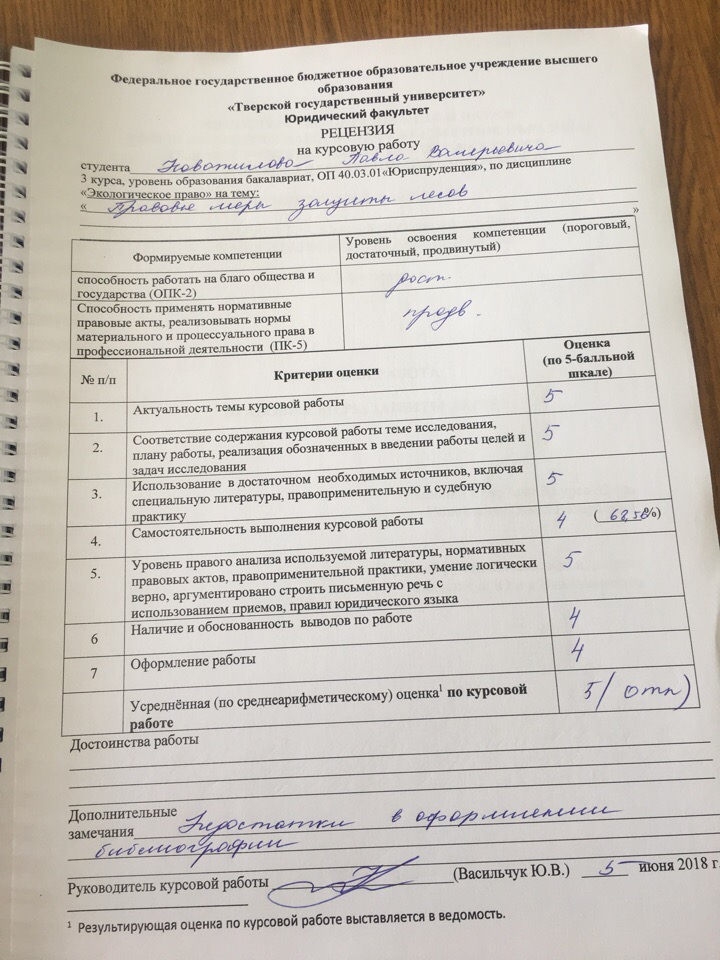 Федеральное государственное бюджетное образовательное учреждение высшего
образования
«Тверской государственный университет»
Юридический факультет
РЕЦЕНЗИЯ
на курсовую работу
студента Новожилова Павла Валерьевича
3 курса, уровень образования бакалавриат, ОП 40.03.01«Юриспруденция», по дисциплине
«Экологическое право» на тему:
« Правовые меры защиты лесов
»
Формируемые компетенции
Уровень освоения компетенции (пороговый,
достаточный, продвинутый)
способность работать на благо общества и
государства (ОПК-2)
дост.
Способность применять нормативные
правовые акты, реализовывать нормы
материального и процессуального права в
профессиональной деятельности (ПК-5)
продв.
№ п/п
Критерии оценки
Оценка
(по 5-балльной
шкале)
1.
Актуальность темы курсовой работы
5
2.
Соответствие содержания курсовой работы теме исследования,
плану работы, реализация обозначенных в введении работы целей и
задач исследования
5
3.
Использование в достаточном необходимых источников, включая
специальную литературы, правоприменительную и судебную
практику
5
4.
Самостоятельность выполнения курсовой работы
4 ( %)
5.
Уровень правого анализа используемой литературы, нормативных
правовых актов, правоприменительной практики, умение логически
верно, аргументировано строить письменную речь с
использованием приемов, правил юридического языка
5
6
Наличие и обоснованность выводов по работе
4
7
Оформление работы
4
Усреднённая (по среднеарифметическому) оценка¹ по курсовой
работе
5 / отл )
Достоинства работы
Дополнительные
замечания Недостатки в оформлении
библиографии
Руководитель курсовой работы (Васильчук Ю.В.) 5 июня 2018 г.
¹ Результирующая оценка по курсовой работе выставляется в ведомость.